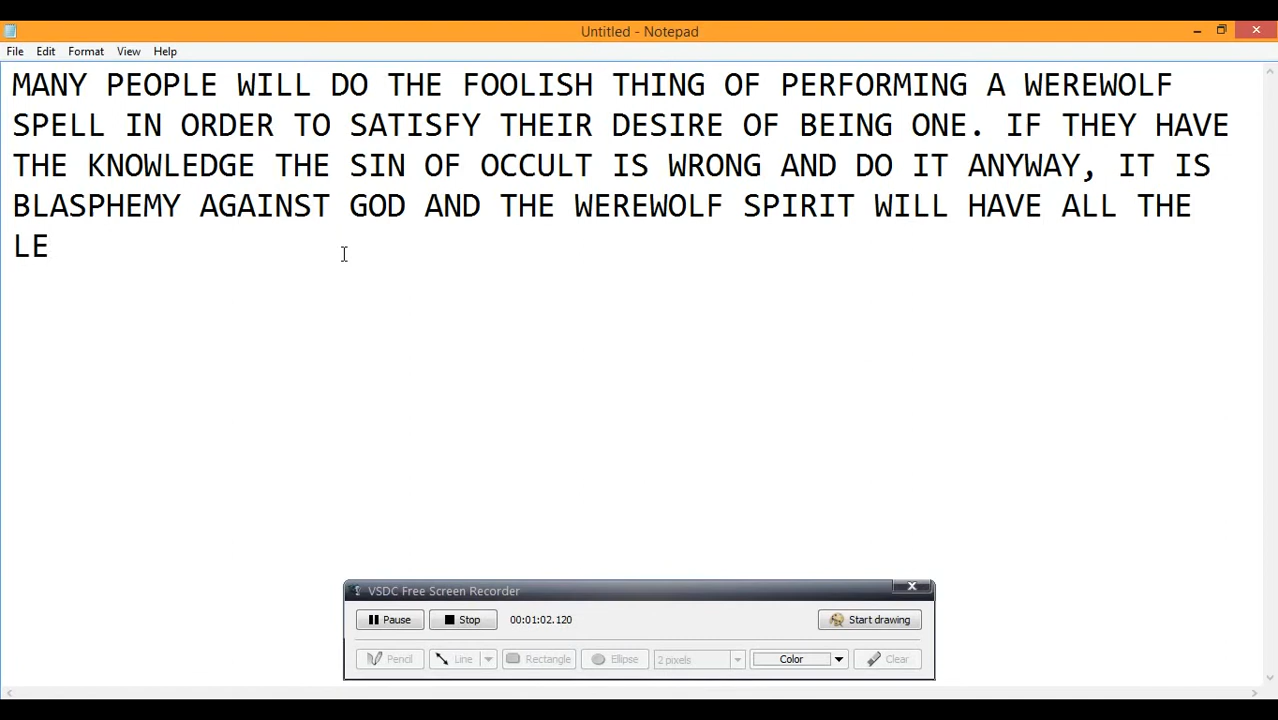 Untitled - Notepad
File Edit Format View Help
MANY PEOPLE WILL DO THE FOOLISH THING OF PERFORMING A WEREWOLF
SPELL IN ORDER TO SATISFY THEIR DESIRE OF BEING ONE. IF THEY HAVE
THE KNOWLEDGE THE SIN OF OCCULT IS WRONG AND DO IT ANYWAY, IT IS
BLASPHEMY AGAINST GOD AND THE WEREWOLF SPIRIT WILL HAVE ALL THE
LE
VSDC Free Screen Recorder
Pause Stop 00:01:02.120 Start drawing
Pencil Line Rectangle Ellipse 2 pixels Color Clear